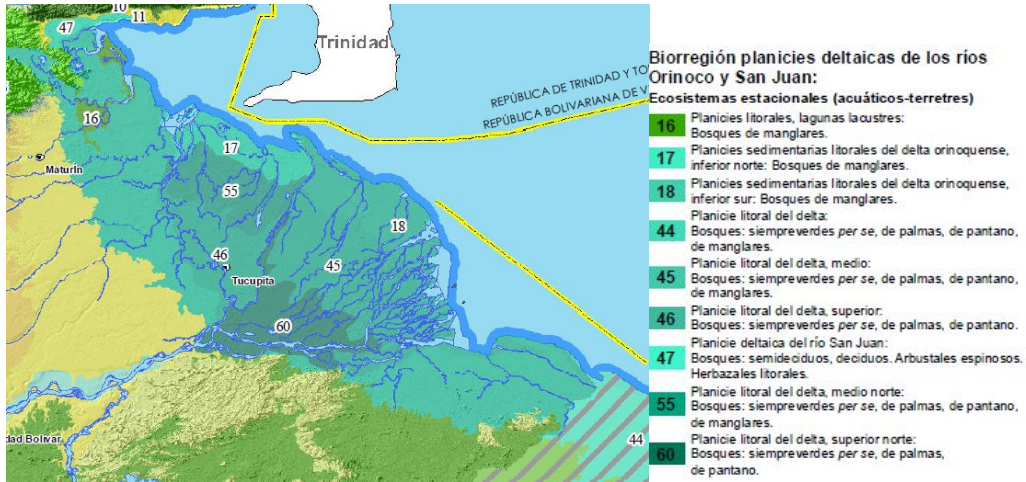 10
11
47
Trinidad
REPÚBLICA DE TRINIDAD Y TO
REPÚBLICA BOLIVARIANA DE V
16
Maturín
17
55
18
46
45
Tucupita
60
dad Bolívar
44
Biorregión planicies deltaicas de los ríos
Orinoco y San Juan:
Ecosistemas estacionales (acuáticos-terretres)
16 Planicies litorales, lagunas lacustres:
Bosques de manglares.
17 Planicies sedimentarias litorales del delta orinoquense,
inferior norte: Bosques de manglares.
18 Planicies sedimentarias litorales del delta orinoquense,
inferior sur: Bosques de manglares.
44 Planicie litoral del delta:
Bosques: siempreverdes per se, de palmas, de pantano,
de manglares.
45 Planicie litoral del delta, medio:
Bosques: siempreverdes per se, de palmas, de pantano,
de manglares.
46 Planicie litoral del delta, superior:
Bosques: siempreverdes per se, de palmas, de pantano.
47 Planicie deltaica del río San Juan:
Bosques: semideciduos, deciduos. Arbustales espinosos.
Herbazales litorales.
55 Planicie litoral del delta, medio norte:
Bosques: siempreverdes per se, de palmas, de pantano,
de manglares.
60 Planicie litoral del delta, superior norte:
Bosques: siempreverdes per se, de palmas,
de pantano.